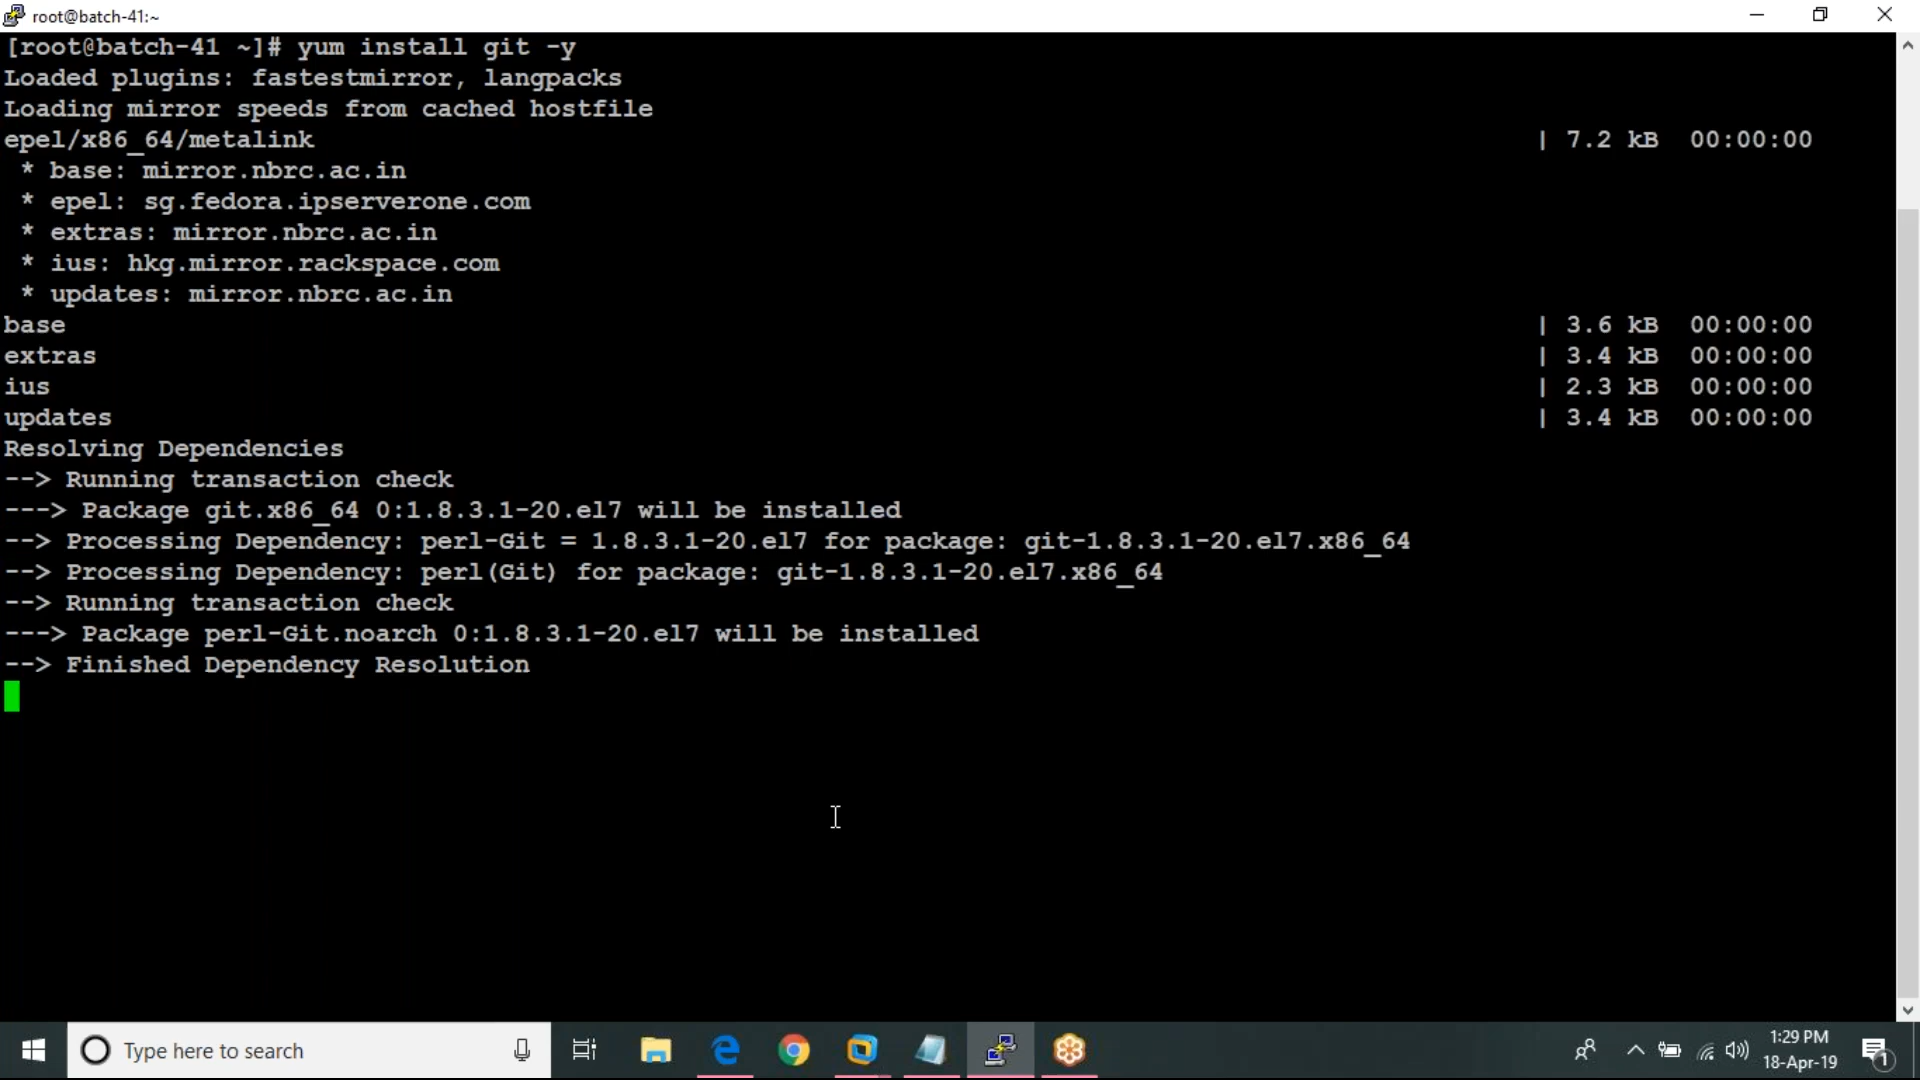 root@batch-41:~
[root@batch-41 ~]# yum install git -y
Loaded plugins: fastestmirror, langpacks
Loading mirror speeds from cached hostfile
epel/x86_64/metalink | 7.2 kB 00:00:00
* base: mirror.nbrc.ac.in
* epel: sg.fedora.ipserverone.com
* extras: mirror.nbrc.ac.in
* ius: hkg.mirror.rackspace.com
* updates: mirror.nbrc.ac.in
base | 3.6 kB 00:00:00
extras | 3.4 kB 00:00:00
ius | 2.3 kB 00:00:00
updates | 3.4 kB 00:00:00
Resolving Dependencies
--> Running transaction check
---> Package git.x86_64 0:1.8.3.1-20.el7 will be installed
--> Processing Dependency: perl-Git = 1.8.3.1-20.el7 for package: git-1.8.3.1-20.el7.x86_64
--> Processing Dependency: perl(Git) for package: git-1.8.3.1-20.el7.x86_64
--> Running transaction check
---> Package perl-Git.noarch 0:1.8.3.1-20.el7 will be installed
--> Finished Dependency Resolution
Type here to search
1:29 PM
18-Apr-19
1